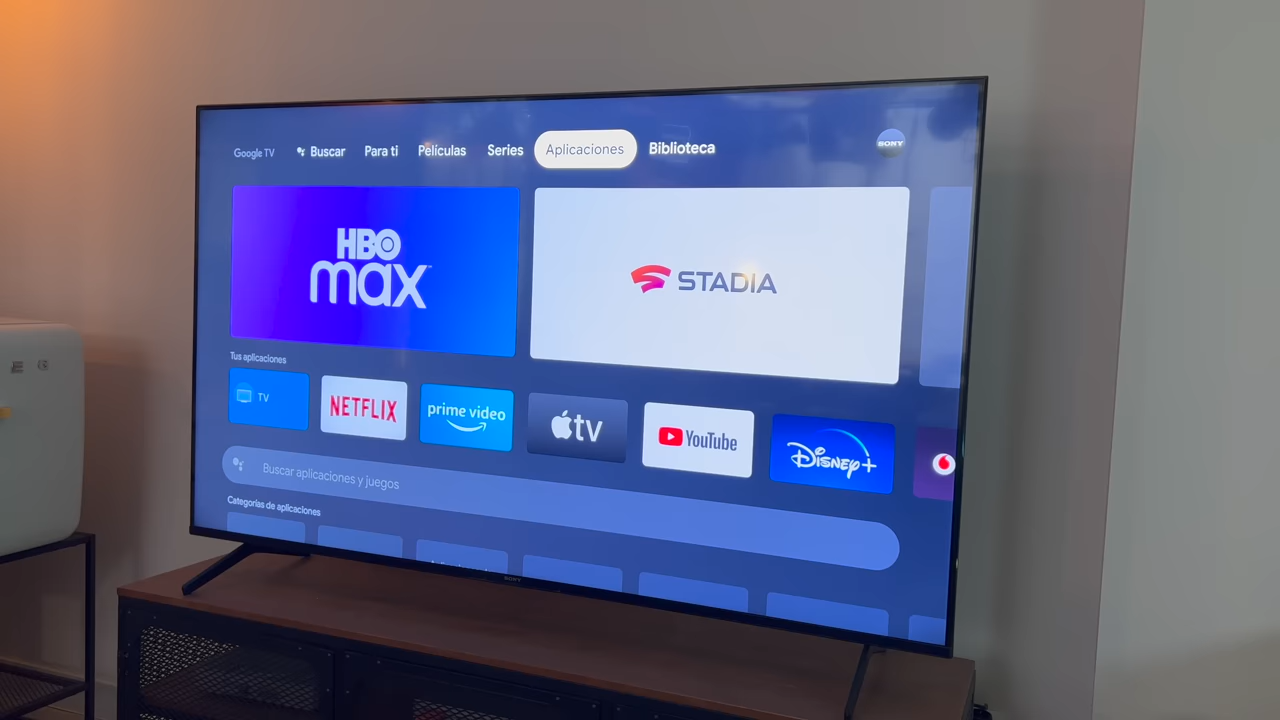 Google TV
Buscar
Para ti
Películas
Series
Aplicaciones
Biblioteca
SONY
HBO
max
STADIA
Tus aplicaciones
TV
NETFLIX
prime video
tv
YouTube
Disney+
Buscar aplicaciones y juegos
Categorías de aplicaciones
SONY